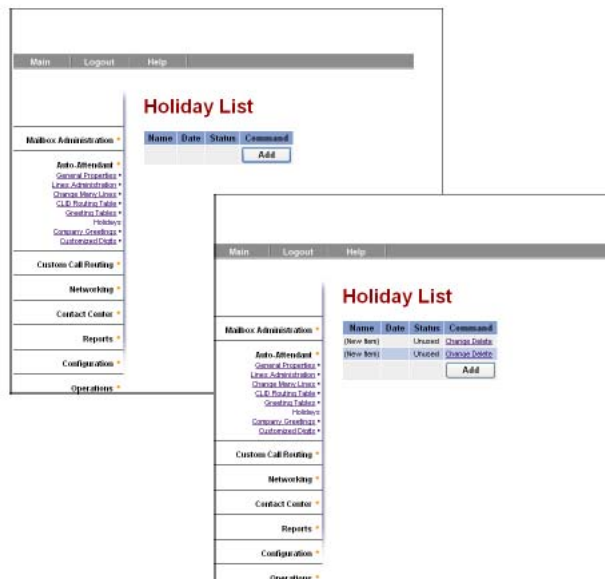 Main Logout Help
Holiday List
Name Date Status Command
Add
Mailbox Administration
Auto-Attendant
General Properties
Lines Administration
Change Many Lines
CLID Routing Table
Greeting Tables
Holidays
Company Greetings
Customized Digits
Custom Call Routing
Networking
Contact Center
Reports
Configuration
Operations
Main Logout Help
Holiday List
Name Date Status Command
(New Item) Unused Change Delete
(New Item) Unused Change Delete
Add
Mailbox Administration
Auto-Attendant
General Properties
Lines Administration
Change Many Lines
CLID Routing Table
Greeting Tables
Holidays
Company Greetings
Customized Digits
Custom Call Routing
Networking
Contact Center
Reports
Configuration
Operations